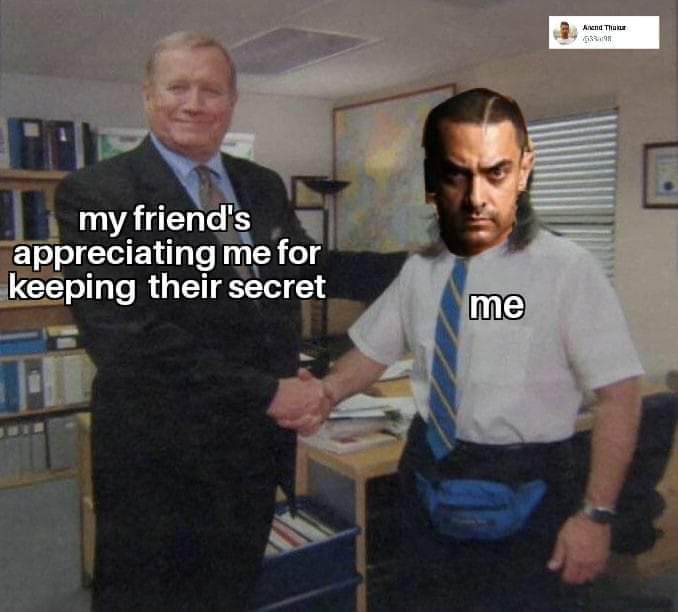 Anand Thakur
my friend's
appreciating me for
keeping their secret
me